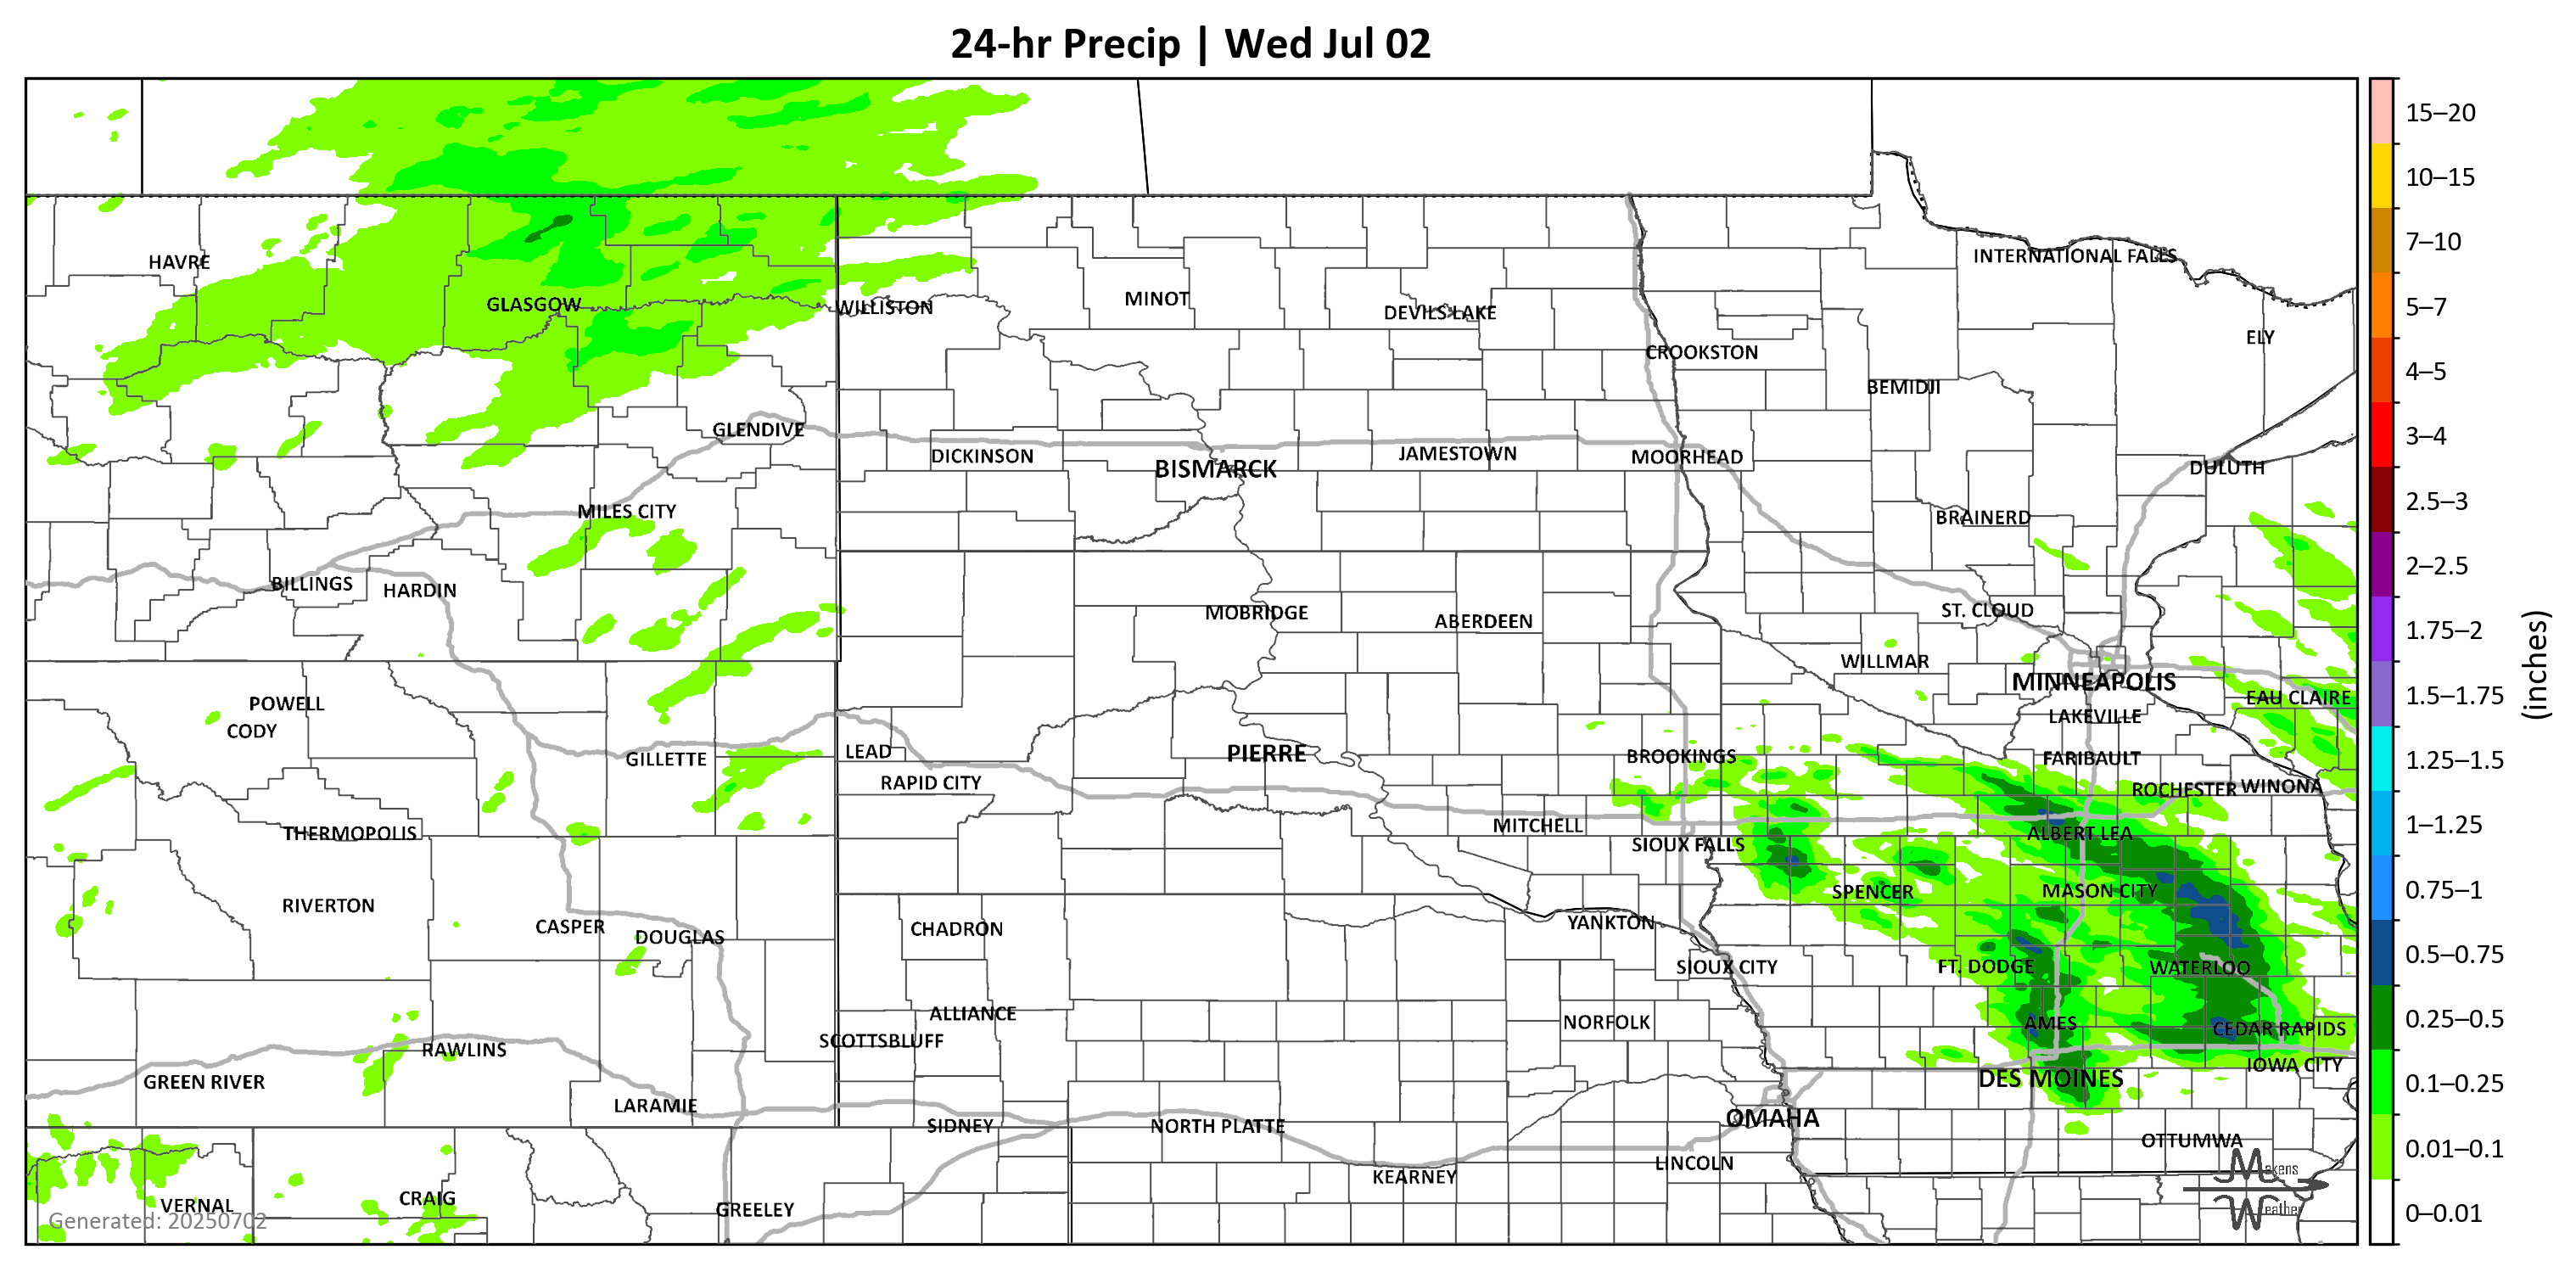 24-hr Precip | Wed Jul 02
15–20
10–15
7–10
5–7
4–5
3–4
2.5–3
2–2.5
1.75–2
1.5–1.75
1.25–1.5
1–1.25
0.75–1
0.5–0.75
0.25–0.5
0.1–0.25
0.01–0.1
0–0.01
(inches)
HAVRE
INTERNATIONAL FALLS
GLASGOW
WILLISTON
MINOT
DEVILS LAKE
ELY
CROOKSTON
BEMIDJI
GLENDIVE
DICKINSON
BISMARCK
JAMESTOWN
MOORHEAD
DULUTH
MILES CITY
BRAINERD
BILLINGS
HARDIN
MOBRIDGE
ABERDEEN
ST. CLOUD
WILLMAR
MINNEAPOLIS
POWELL
EAU CLAIRE
CODY
LAKEVILLE
GILLETTE
LEAD
PIERRE
BROOKINGS
FARIBAULT
RAPID CITY
ROCHESTER
WINONA
THERMOPOLIS
MITCHELL
ALBERT LEA
SIOUX FALLS
RIVERTON
SPENCER
MASON CITY
CASPER
DOUGLAS
CHADRON
YANKTON
SIOUX CITY
FT. DODGE
WATERLOO
ALLIANCE
SCOTTSBLUFF
NORFOLK
AMES
CEDAR RAPIDS
RAWLINS
IOWA CITY
GREEN RIVER
DES MOINES
LARAMIE
SIDNEY
NORTH PLATTE
OMAHA
OTTUMWA
KEARNEY
LINCOLN
VERNAL
CRAIG
GREELEY
Generated: 20250702
Makens
Weather